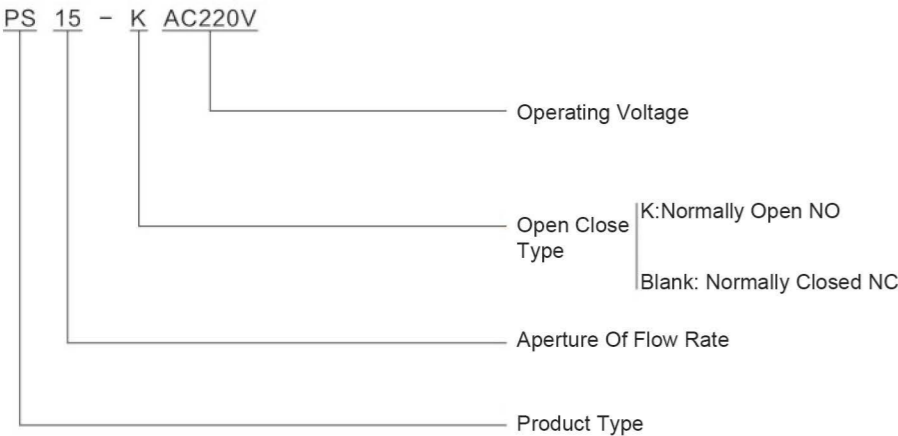 PS 15 - K AC220V
Operating Voltage
K:Normally Open NO
Open Close
Type
Blank: Normally Closed NC
Aperture Of Flow Rate
Product Type